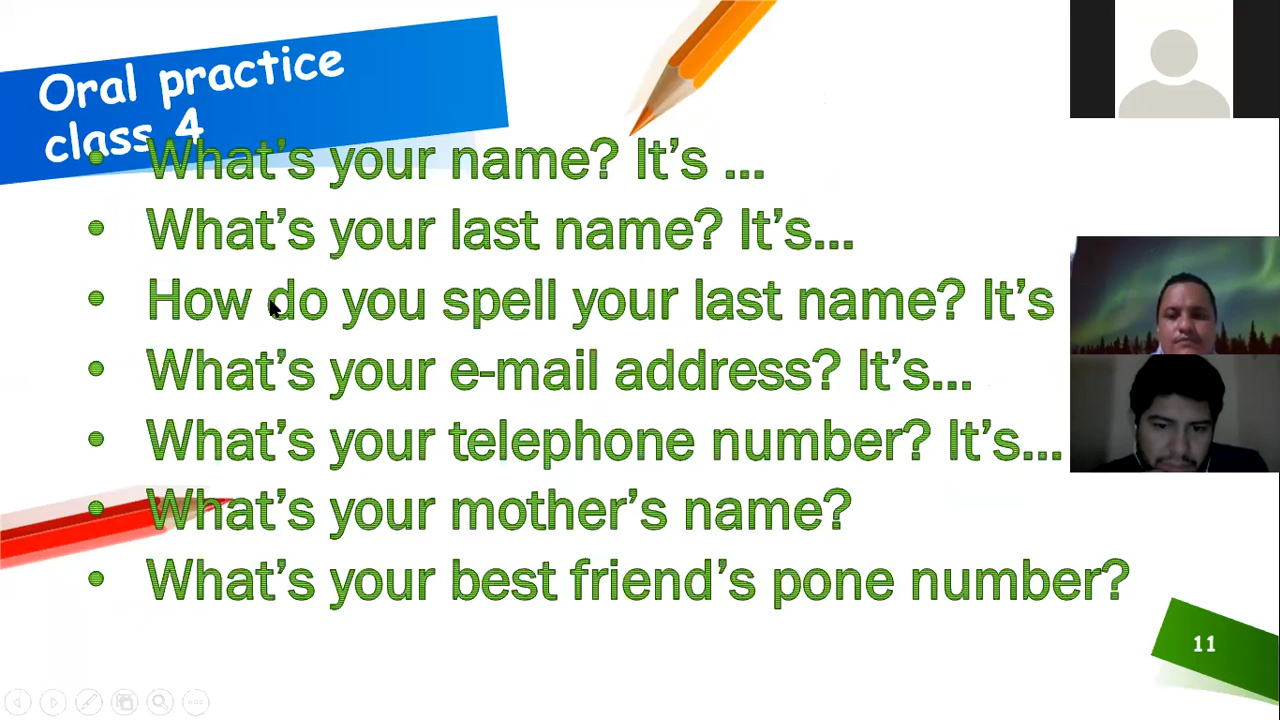 Oral practice
class 4
• What's your name? It's ...
• What's your last name? It's...
• How do you spell your last name? It's
• What's your e-mail address? It's...
• What's your telephone number? It's...
• What's your mother's name?
• What's your best friend's pone number?
11